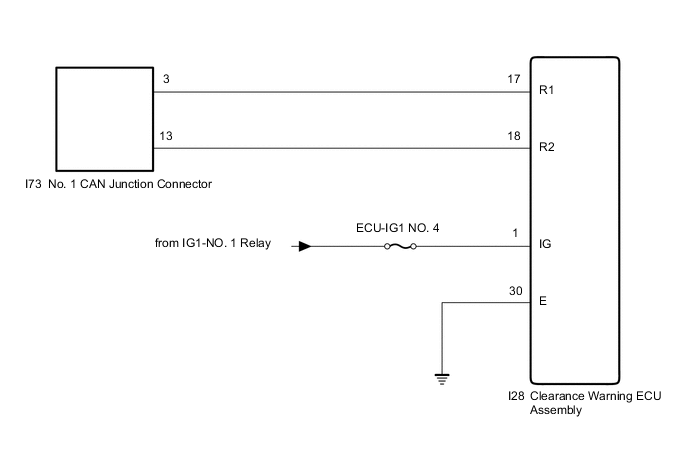 3
17
R1
13
18
R2
I73 No. 1 CAN Junction Connector
ECU-IG1 NO. 4
from IG1-NO. 1 Relay
1
IG
30
E
I28 Clearance Warning ECU
Assembly